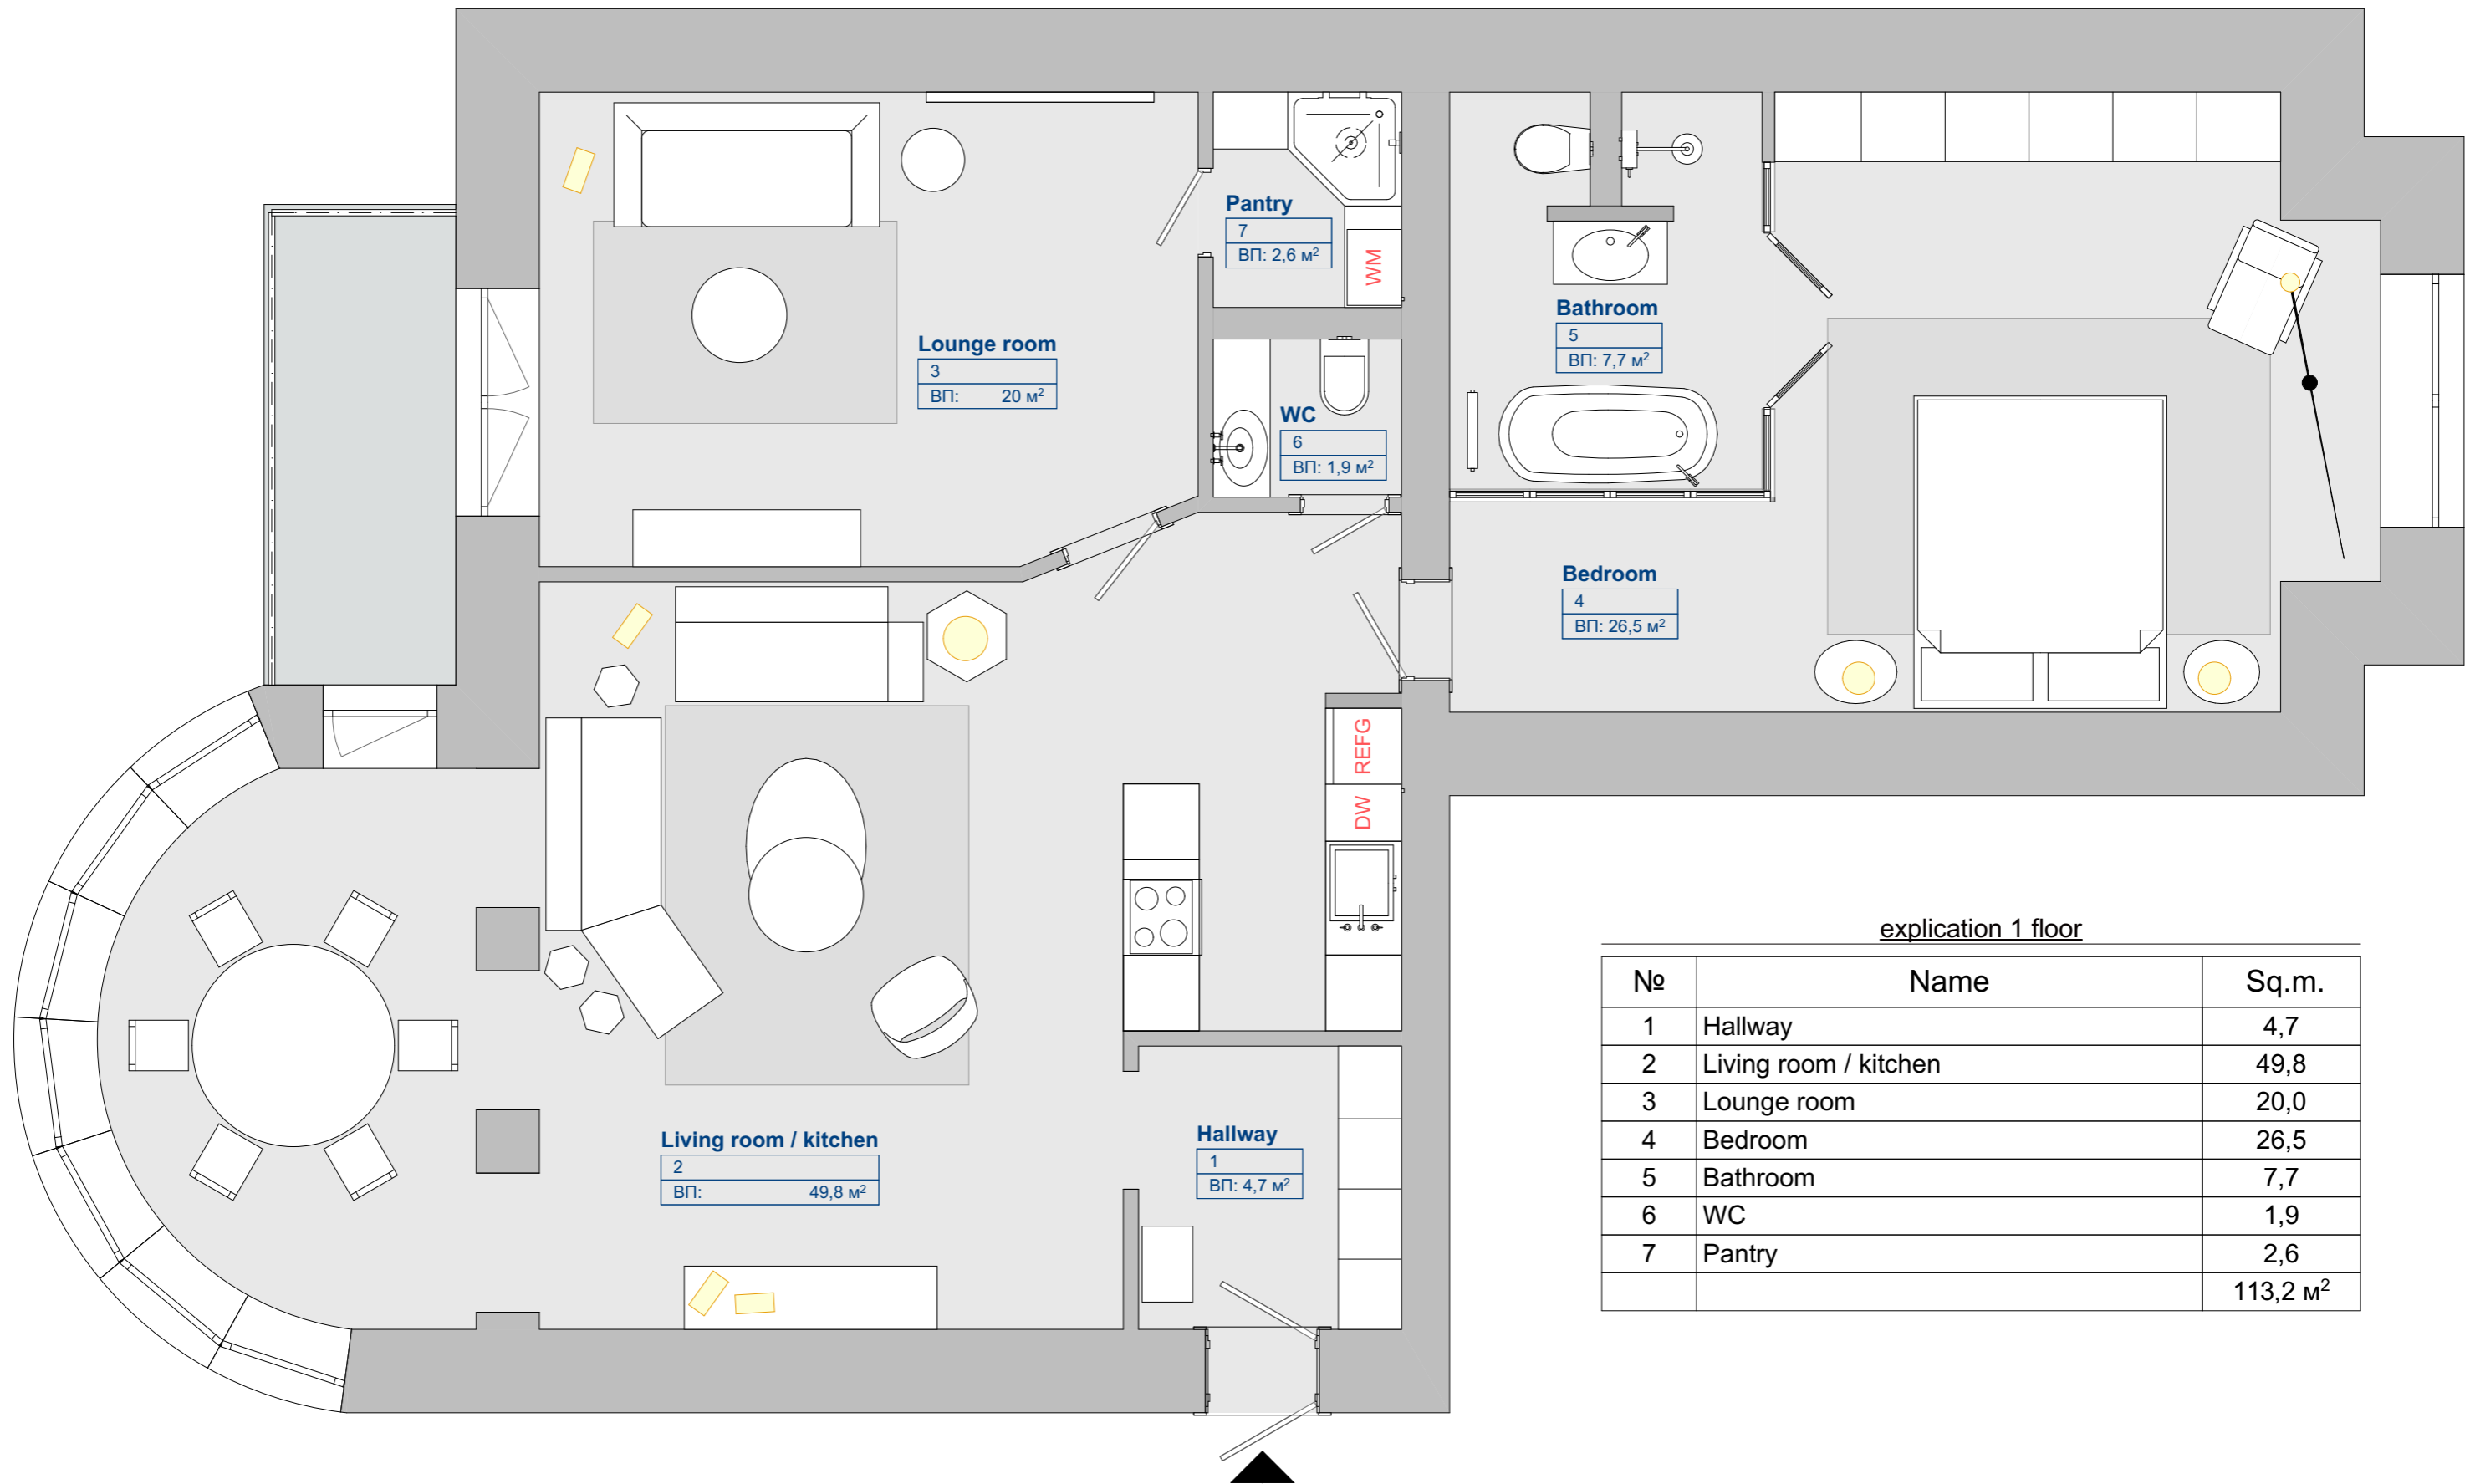 Pantry
7
ВП: 2,6 м²
WM
Lounge room
3
ВП: 20 м²
Bathroom
5
ВП: 7,7 м²
WC
6
ВП: 1,9 м²
Bedroom
4
ВП: 26,5 м²
REFG
DW
Living room / kitchen
2
ВП: 49,8 м²
Hallway
1
ВП: 4,7 м²
explication 1 floor
№ Name Sq.m.
1 Hallway 4,7
2 Living room / kitchen 49,8
3 Lounge room 20,0
4 Bedroom 26,5
5 Bathroom 7,7
6 WC 1,9
7 Pantry 2,6
113,2 м²